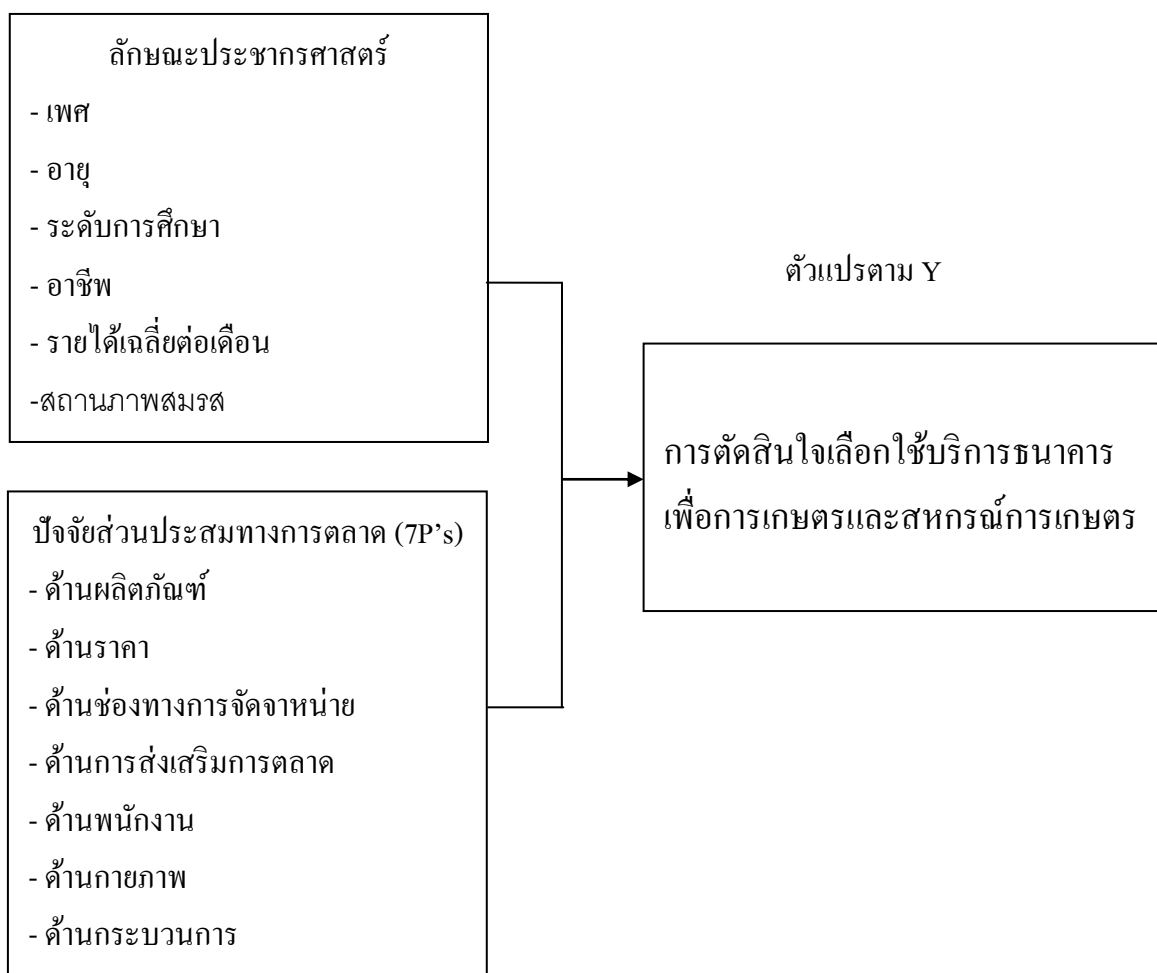 ลักษณะประชากรศาสตร์
- เพศ
- อายุ
- ระดับการศึกษา
- อาชีพ
- รายได้เฉลี่ยต่อเดือน
-สถานภาพสมรส
ปัจจัยส่วนประสมทางการตลาด (7P’s)
- ด้านผลิตภัณฑ์
- ด้านราคา
- ด้านช่องทางการจัดจาหน่าย
- ด้านการส่งเสริมการตลาด
- ด้านพนักงาน
- ด้านกายภาพ
- ด้านกระบวนการ
ตัวแปรตาม Y
การตัดสินใจเลือกใช้บริการธนาคาร
เพื่อการเกษตรและสหกรณ์การเกษตร